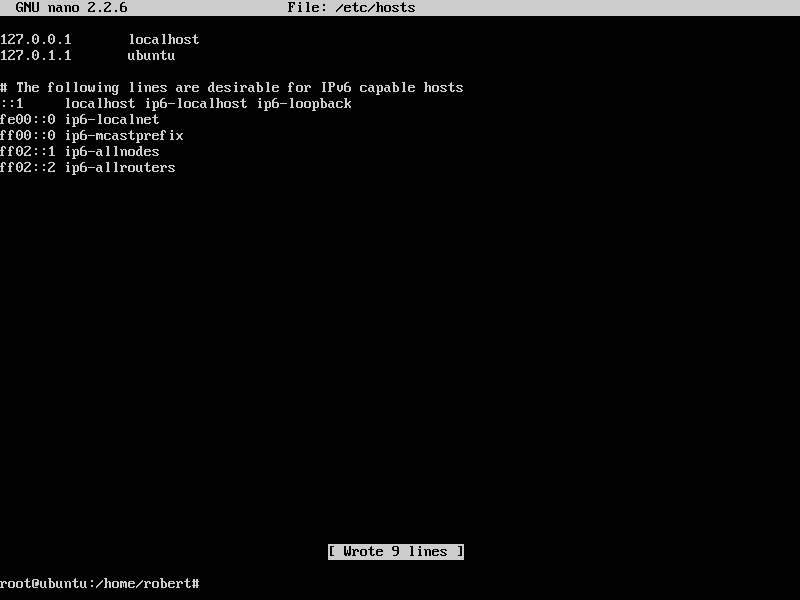 GNU nano 2.2.6 File: /etc/hosts
127.0.0.1 localhost
127.0.1.1 ubuntu
# The following lines are desirable for IPv6 capable hosts
::1 localhost ip6-localhost ip6-loopback
fe00::0 ip6-localnet
ff00::0 ip6-mcastprefix
ff02::1 ip6-allnodes
ff02::2 ip6-allrouters
[ Wrote 9 lines ]
root@ubuntu:/home/robert#